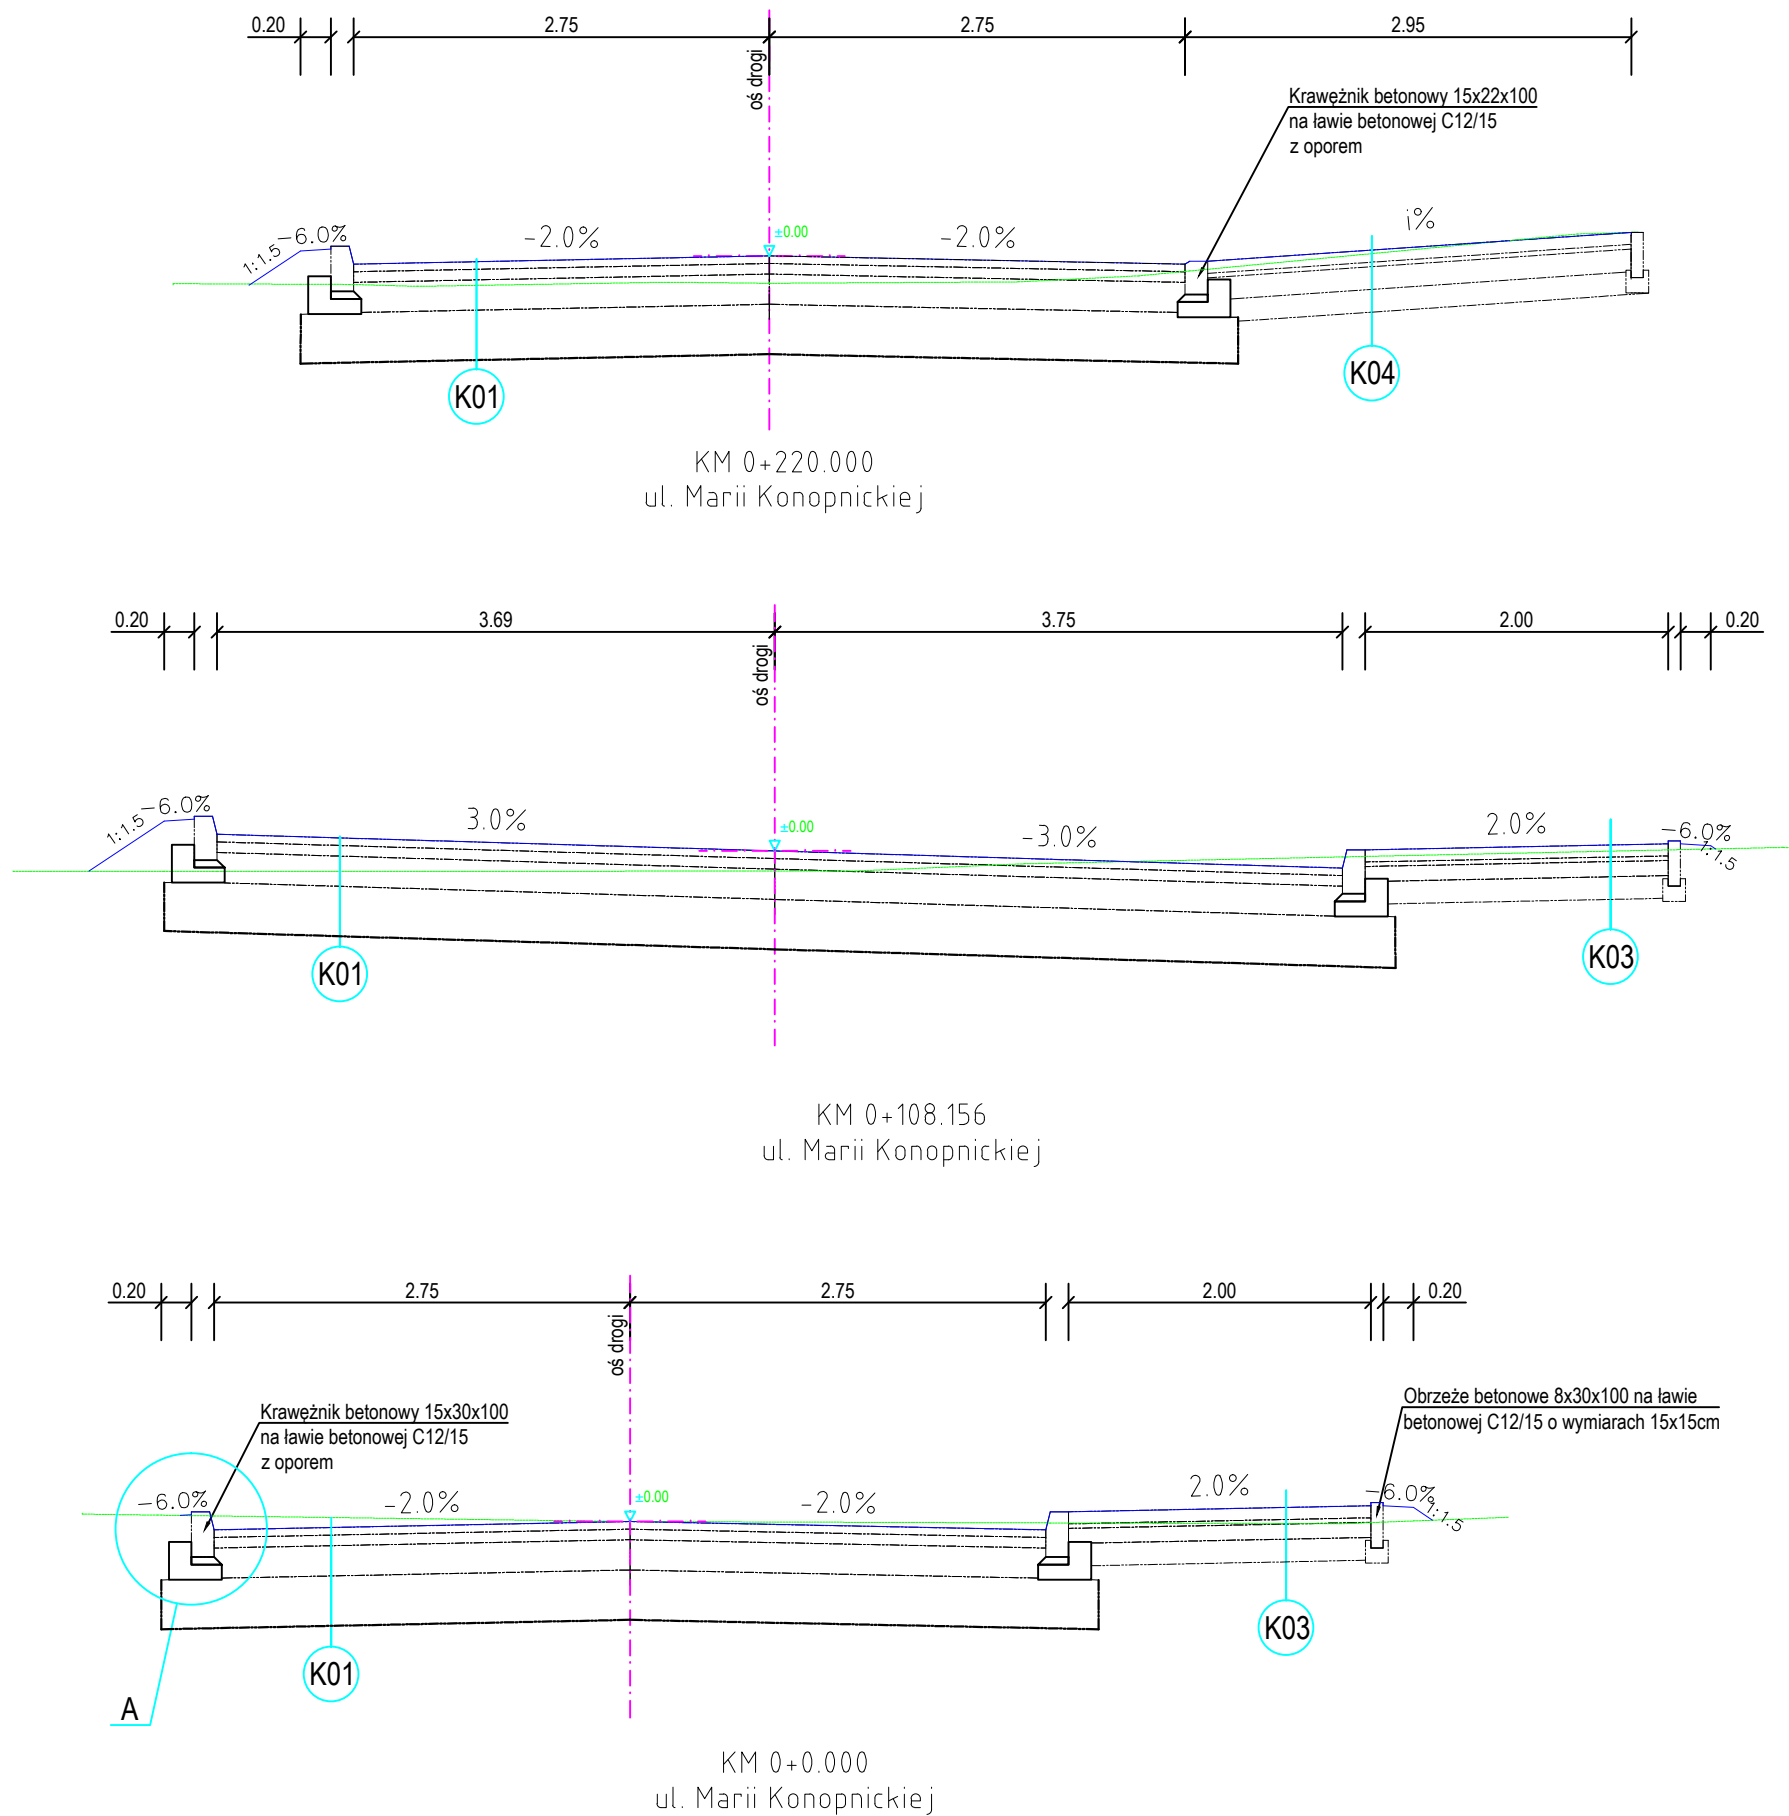 0.20
2.75
2.75
2.95
oś drogi
Krawężnik betonowy 15x22x100
na ławie betonowej C12/15
z oporem
1:1.5
-6.0%
-2.0%
±0.00
-2.0%
i%
K01
K04
KM 0+220.000
ul. Marii Konopnickiej
0.20
3.69
3.75
2.00
0.20
oś drogi
1:1.5
-6.0%
3.0%
±0.00
-3.0%
2.0%
-6.0%
1:1.5
K01
K03
KM 0+108.156
ul. Marii Konopnickiej
0.20
2.75
2.75
2.00
0.20
oś drogi
Krawężnik betonowy 15x30x100
na ławie betonowej C12/15
z oporem
Obrzeże betonowe 8x30x100 na ławie
betonowej C12/15 o wymiarach 15x15cm
-6.0%
-2.0%
±0.00
-2.0%
2.0%
-6.0%
1:1.5
K01
K03
A
KM 0+0.000
ul. Marii Konopnickiej